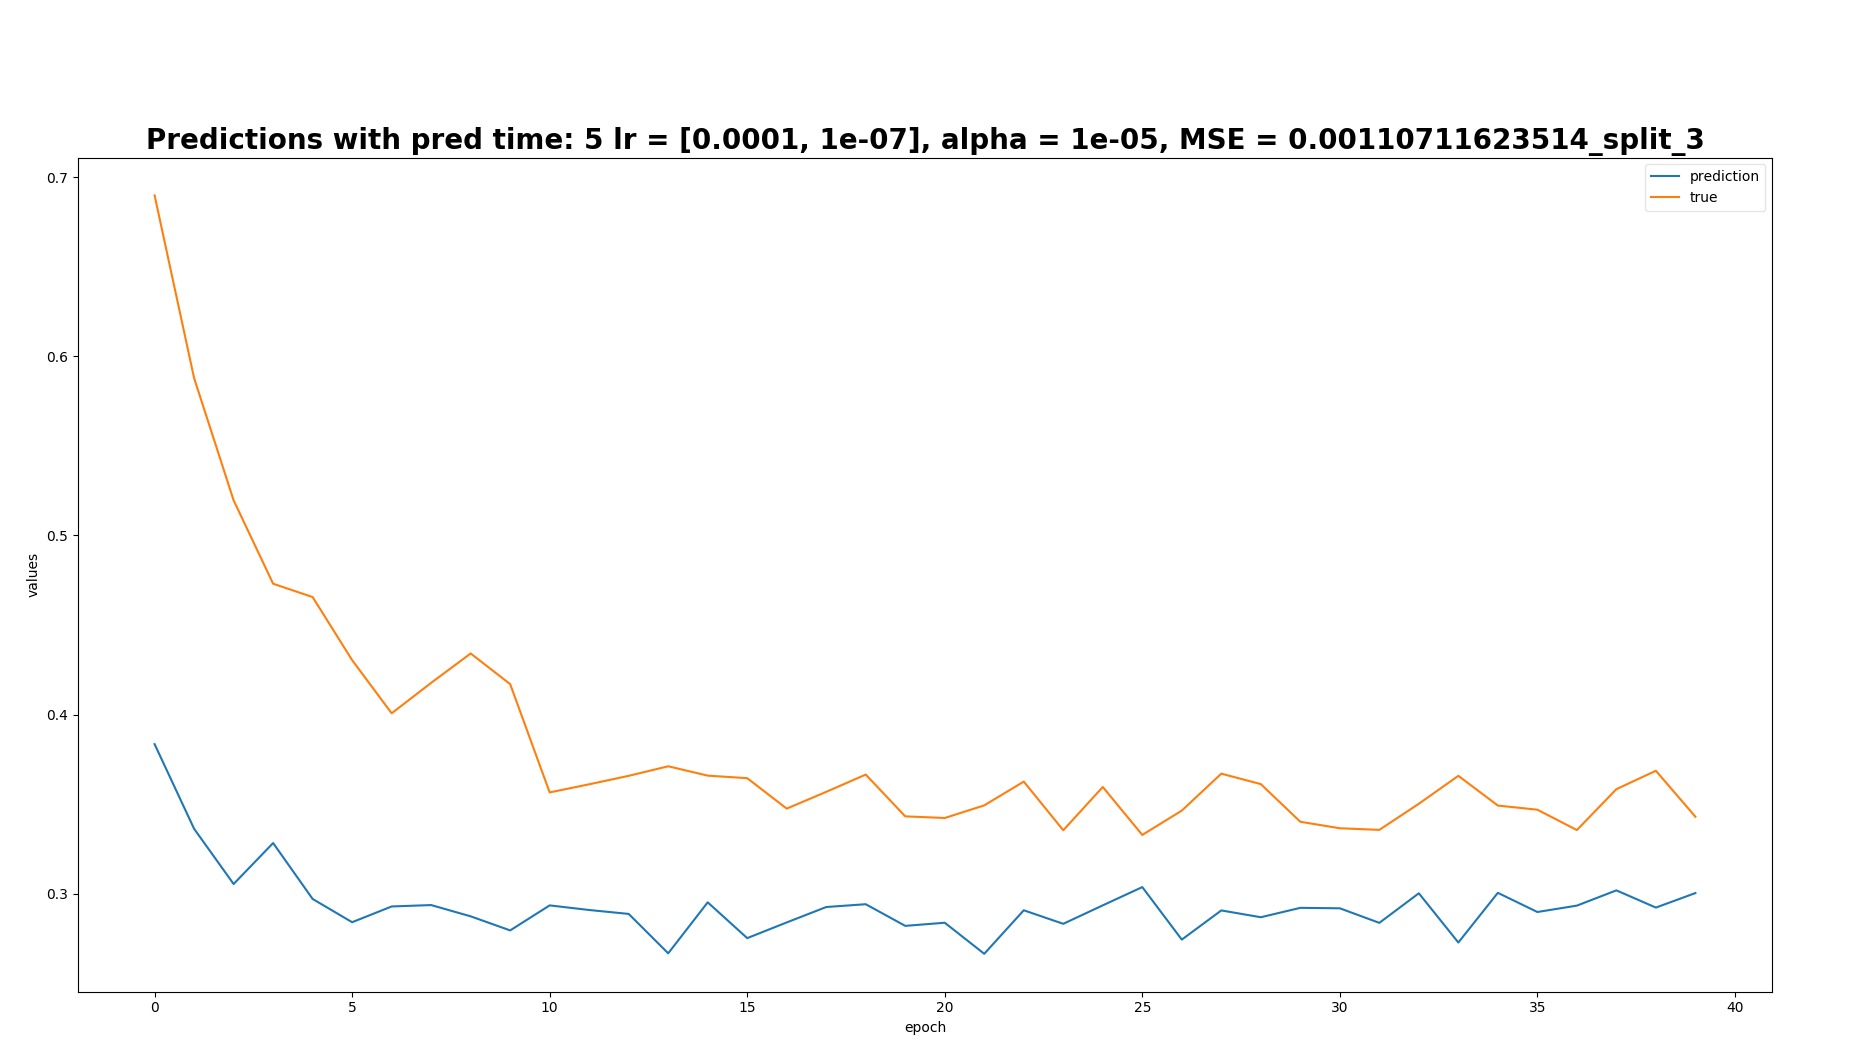 Predictions with pred time: 5 lr = [0.0001, 1e-07], alpha = 1e-05, MSE = 0.00110711623514_split_3
prediction
true
0.7
0.6
0.5
0.4
0.3
values
0 5 10 15 20 25 30 35 40
epoch